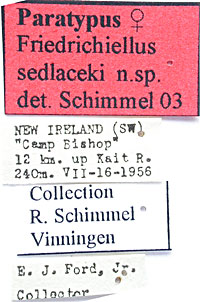 Paratypus ♀
Friedrichiellus
sedlaceki n.sp.
det. Schimmel 03
NEW IRELAND (SW)
"Camp Bishop"
12 km. up Kait R.
240m. VII-16-1956
Collection
R. Schimmel
Vinningen
E. J. Ford, Jr.
Collector